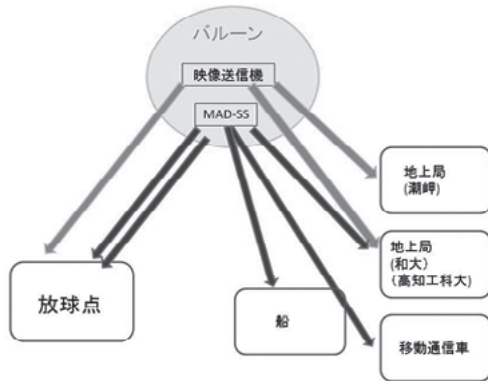 バルーン
映像送信機
MAD-SS
地上局
(潮岬)
地上局
(和大)
(高知工科大)
放球点
船
移動通信車